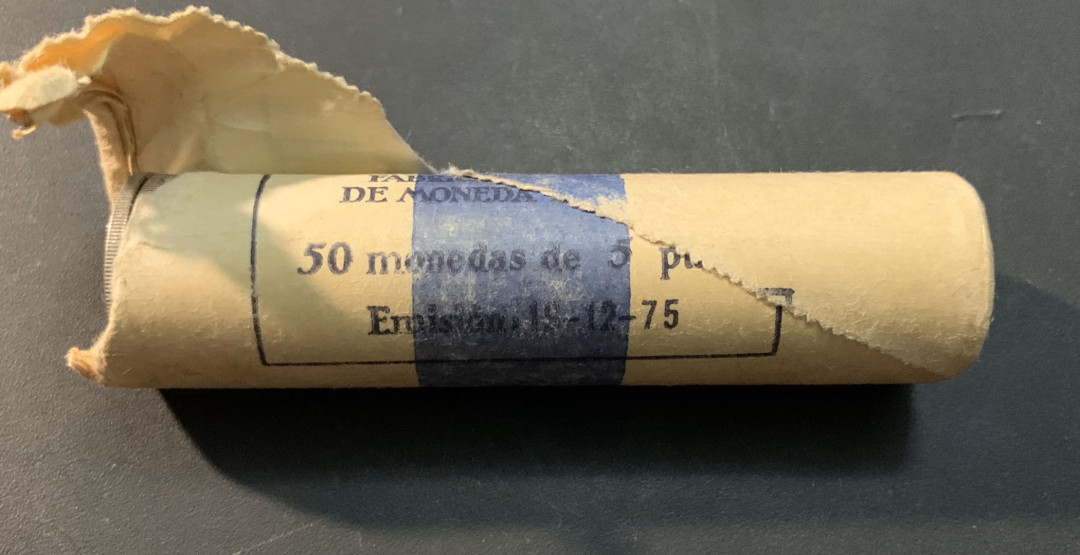 DE MONEDA
50 monedas de 5
Emisión, 19-12-75